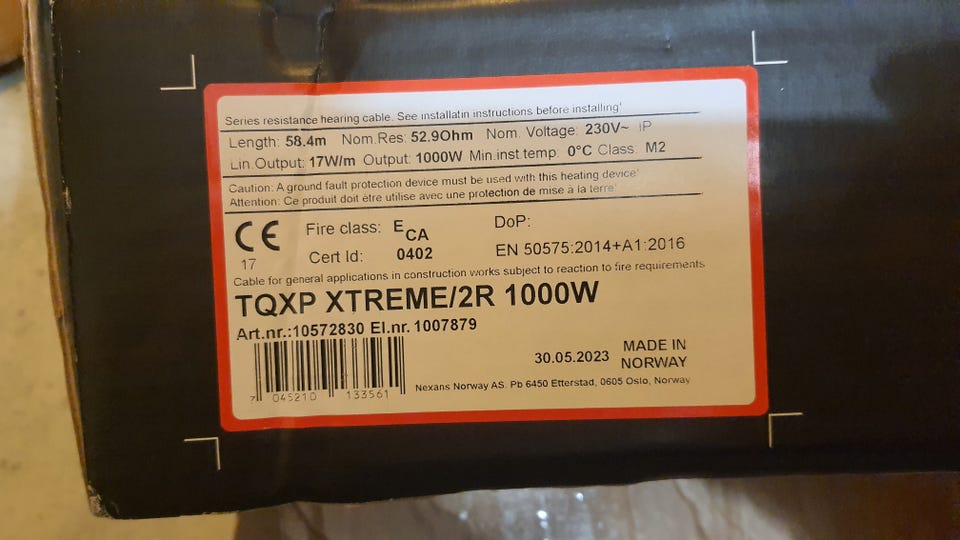 Series resistance hearing cable. See installatin instructions before installing!
Length: 58.4m Nom.Res: 52.9Ohm Nom. Voltage: 230V~ IP
Lin.Output: 17W/m Output: 1000W Min.inst.temp: 0°C Class: M2
Caution: A ground fault protection device must be used with this heating device!
Attention: Ce produit doit ètre utilise avec une protection de mise à la terre!
CE Fire class: ECA DoP:
17 Cert Id: 0402 EN 50575:2014+A1:2016
Cable for general applications in construction works subject to reaction to fire requirements
TQXP XTREME/2R 1000W
Art.nr.:10572830 El.nr. 1007879
30.05.2023 MADE IN
NORWAY
7 045210 133561
Nexans Norway AS. Pb 6450 Etterstad, 0605 Oslo, Norway